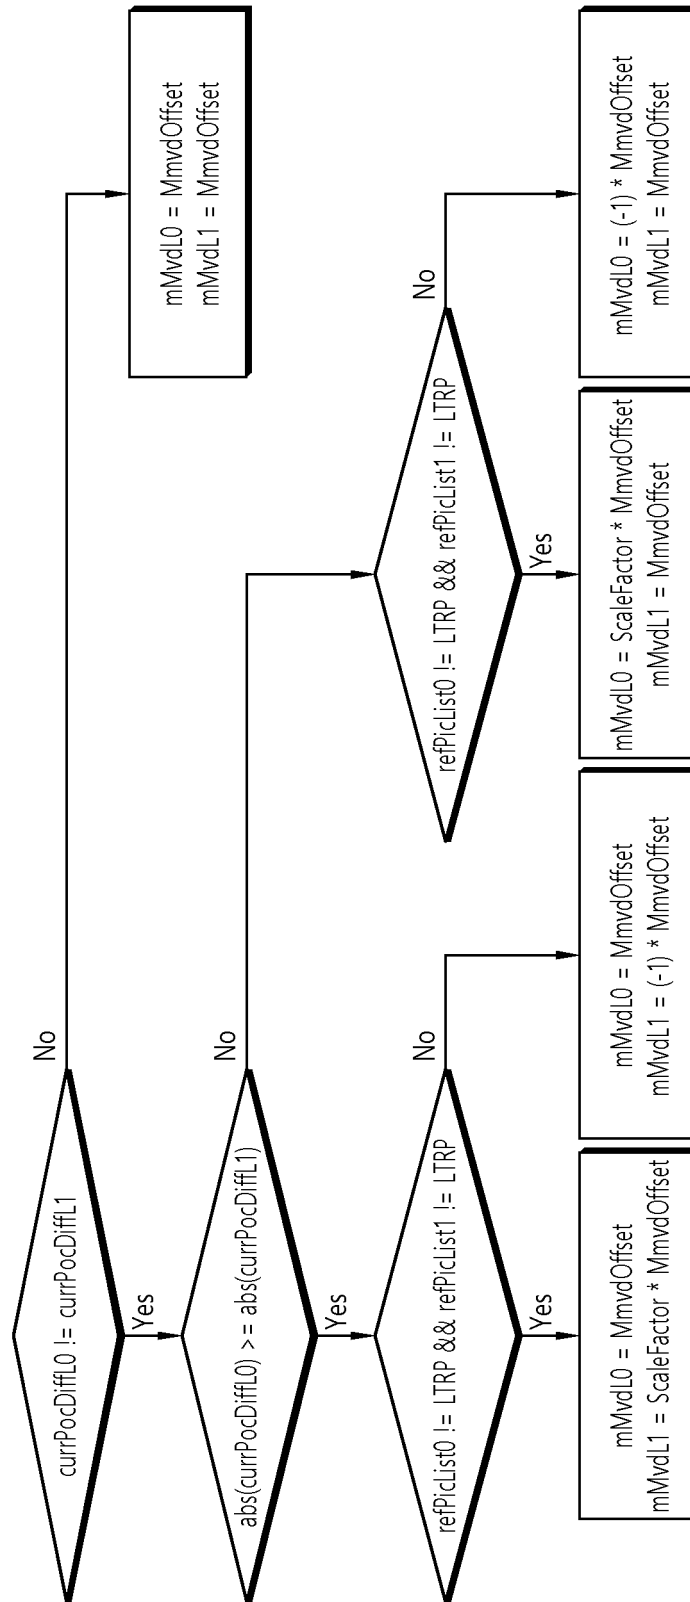 currPocDiffL0 != currPocDiffL1
No
Yes
mMvdL0 = MmvdOffset
mMvdL1 = MmvdOffset
abs(currPocDiffL0) >= abs(currPocDiffL1)
No
Yes
refPicList0 != LTRP && refPicList1 != LTRP
No
Yes
refPicList0 != LTRP && refPicList1 != LTRP
No
Yes
mMvdL0 = MmvdOffset
mMvdL1 = ScaleFactor * MmvdOffset
mMvdL0 = MmvdOffset
mMvdL1 = (-1) * MmvdOffset
mMvdL0 = ScaleFactor * MmvdOffset
mMvdL1 = MmvdOffset
mMvdL0 = (-1) * MmvdOffset
mMvdL1 = MmvdOffset